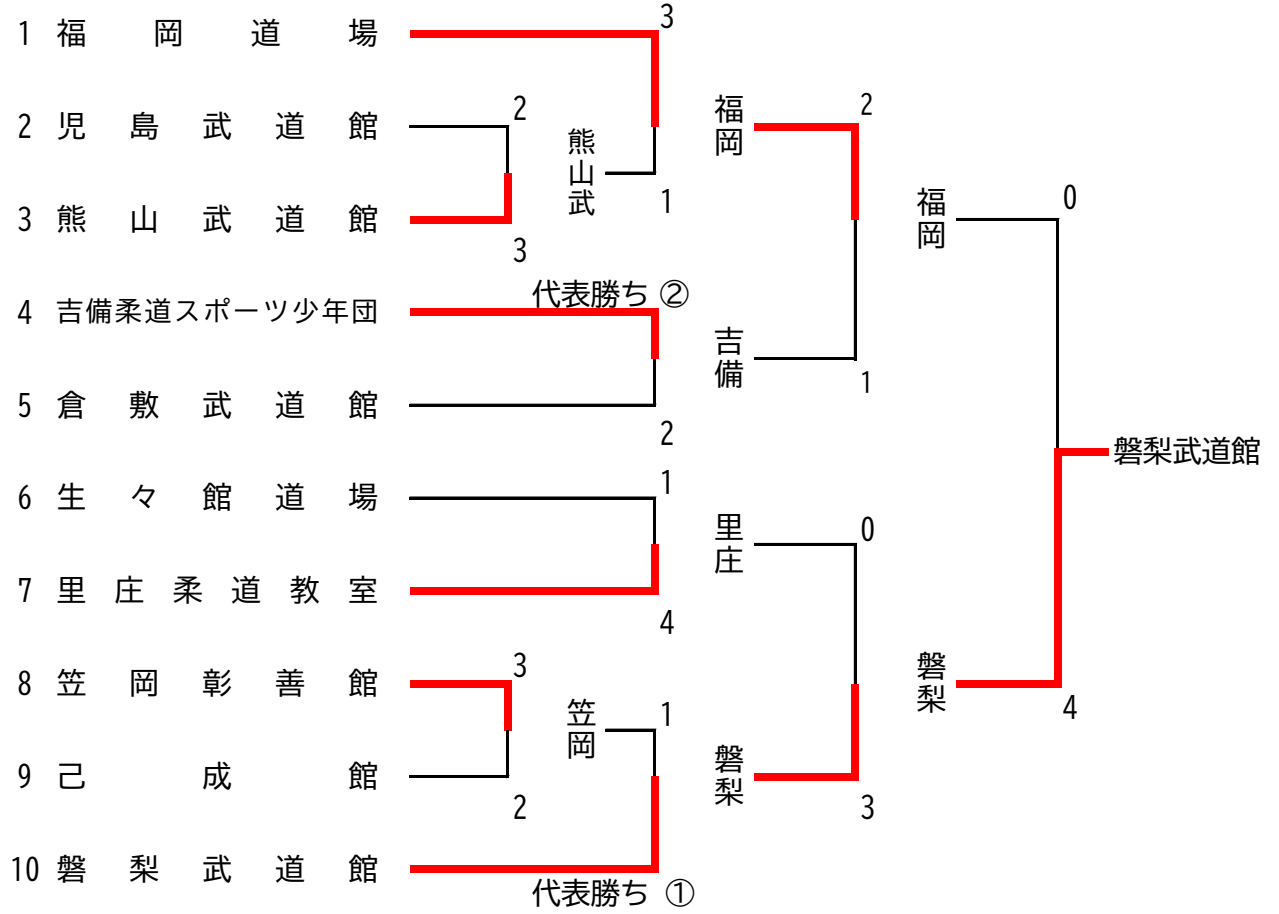 1 福岡道場
3
2 児島武道館
2
3 熊山武道館
3
熊山武
1
4 吉備柔道スポーツ少年団
代表勝ち ②
5 倉敷武道館
2
6 生々館道場
1
7 里庄柔道教室
4
8 笠岡彰善館
3
9 己成館
2
笠岡
1
10 磐梨武道館
代表勝ち ①
福岡
2
吉備
1
里庄
0
磐梨
3
福岡
0
磐梨
4
磐梨武道館